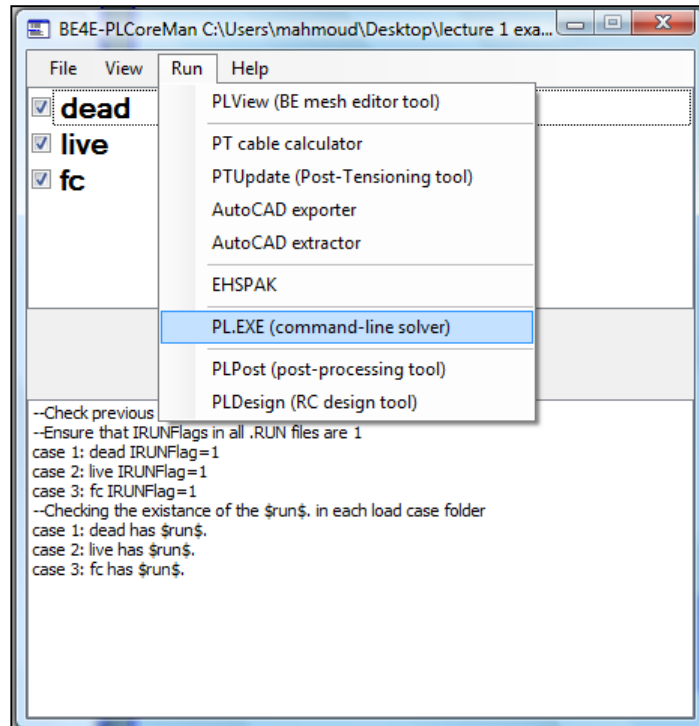 BE4E-PLCoreMan C:\Users\mahmoud\Desktop\lecture 1 exa...
File View Run Help
dead
live
fc
PLView (BE mesh editor tool)
PT cable calculator
PTUpdate (Post-Tensioning tool)
AutoCAD exporter
AutoCAD extractor
EHSPAK
PL.EXE (command-line solver)
PLPost (post-processing tool)
PLDesign (RC design tool)
--Check previous
--Ensure that IRUNFlags in all .RUN files are 1
case 1: dead IRUNFlag=1
case 2: live IRUNFlag=1
case 3: fc IRUNFlag=1
--Checking the existance of the $run$. in each load case folder
case 1: dead has $run$.
case 2: live has $run$.
case 3: fc has $run$.